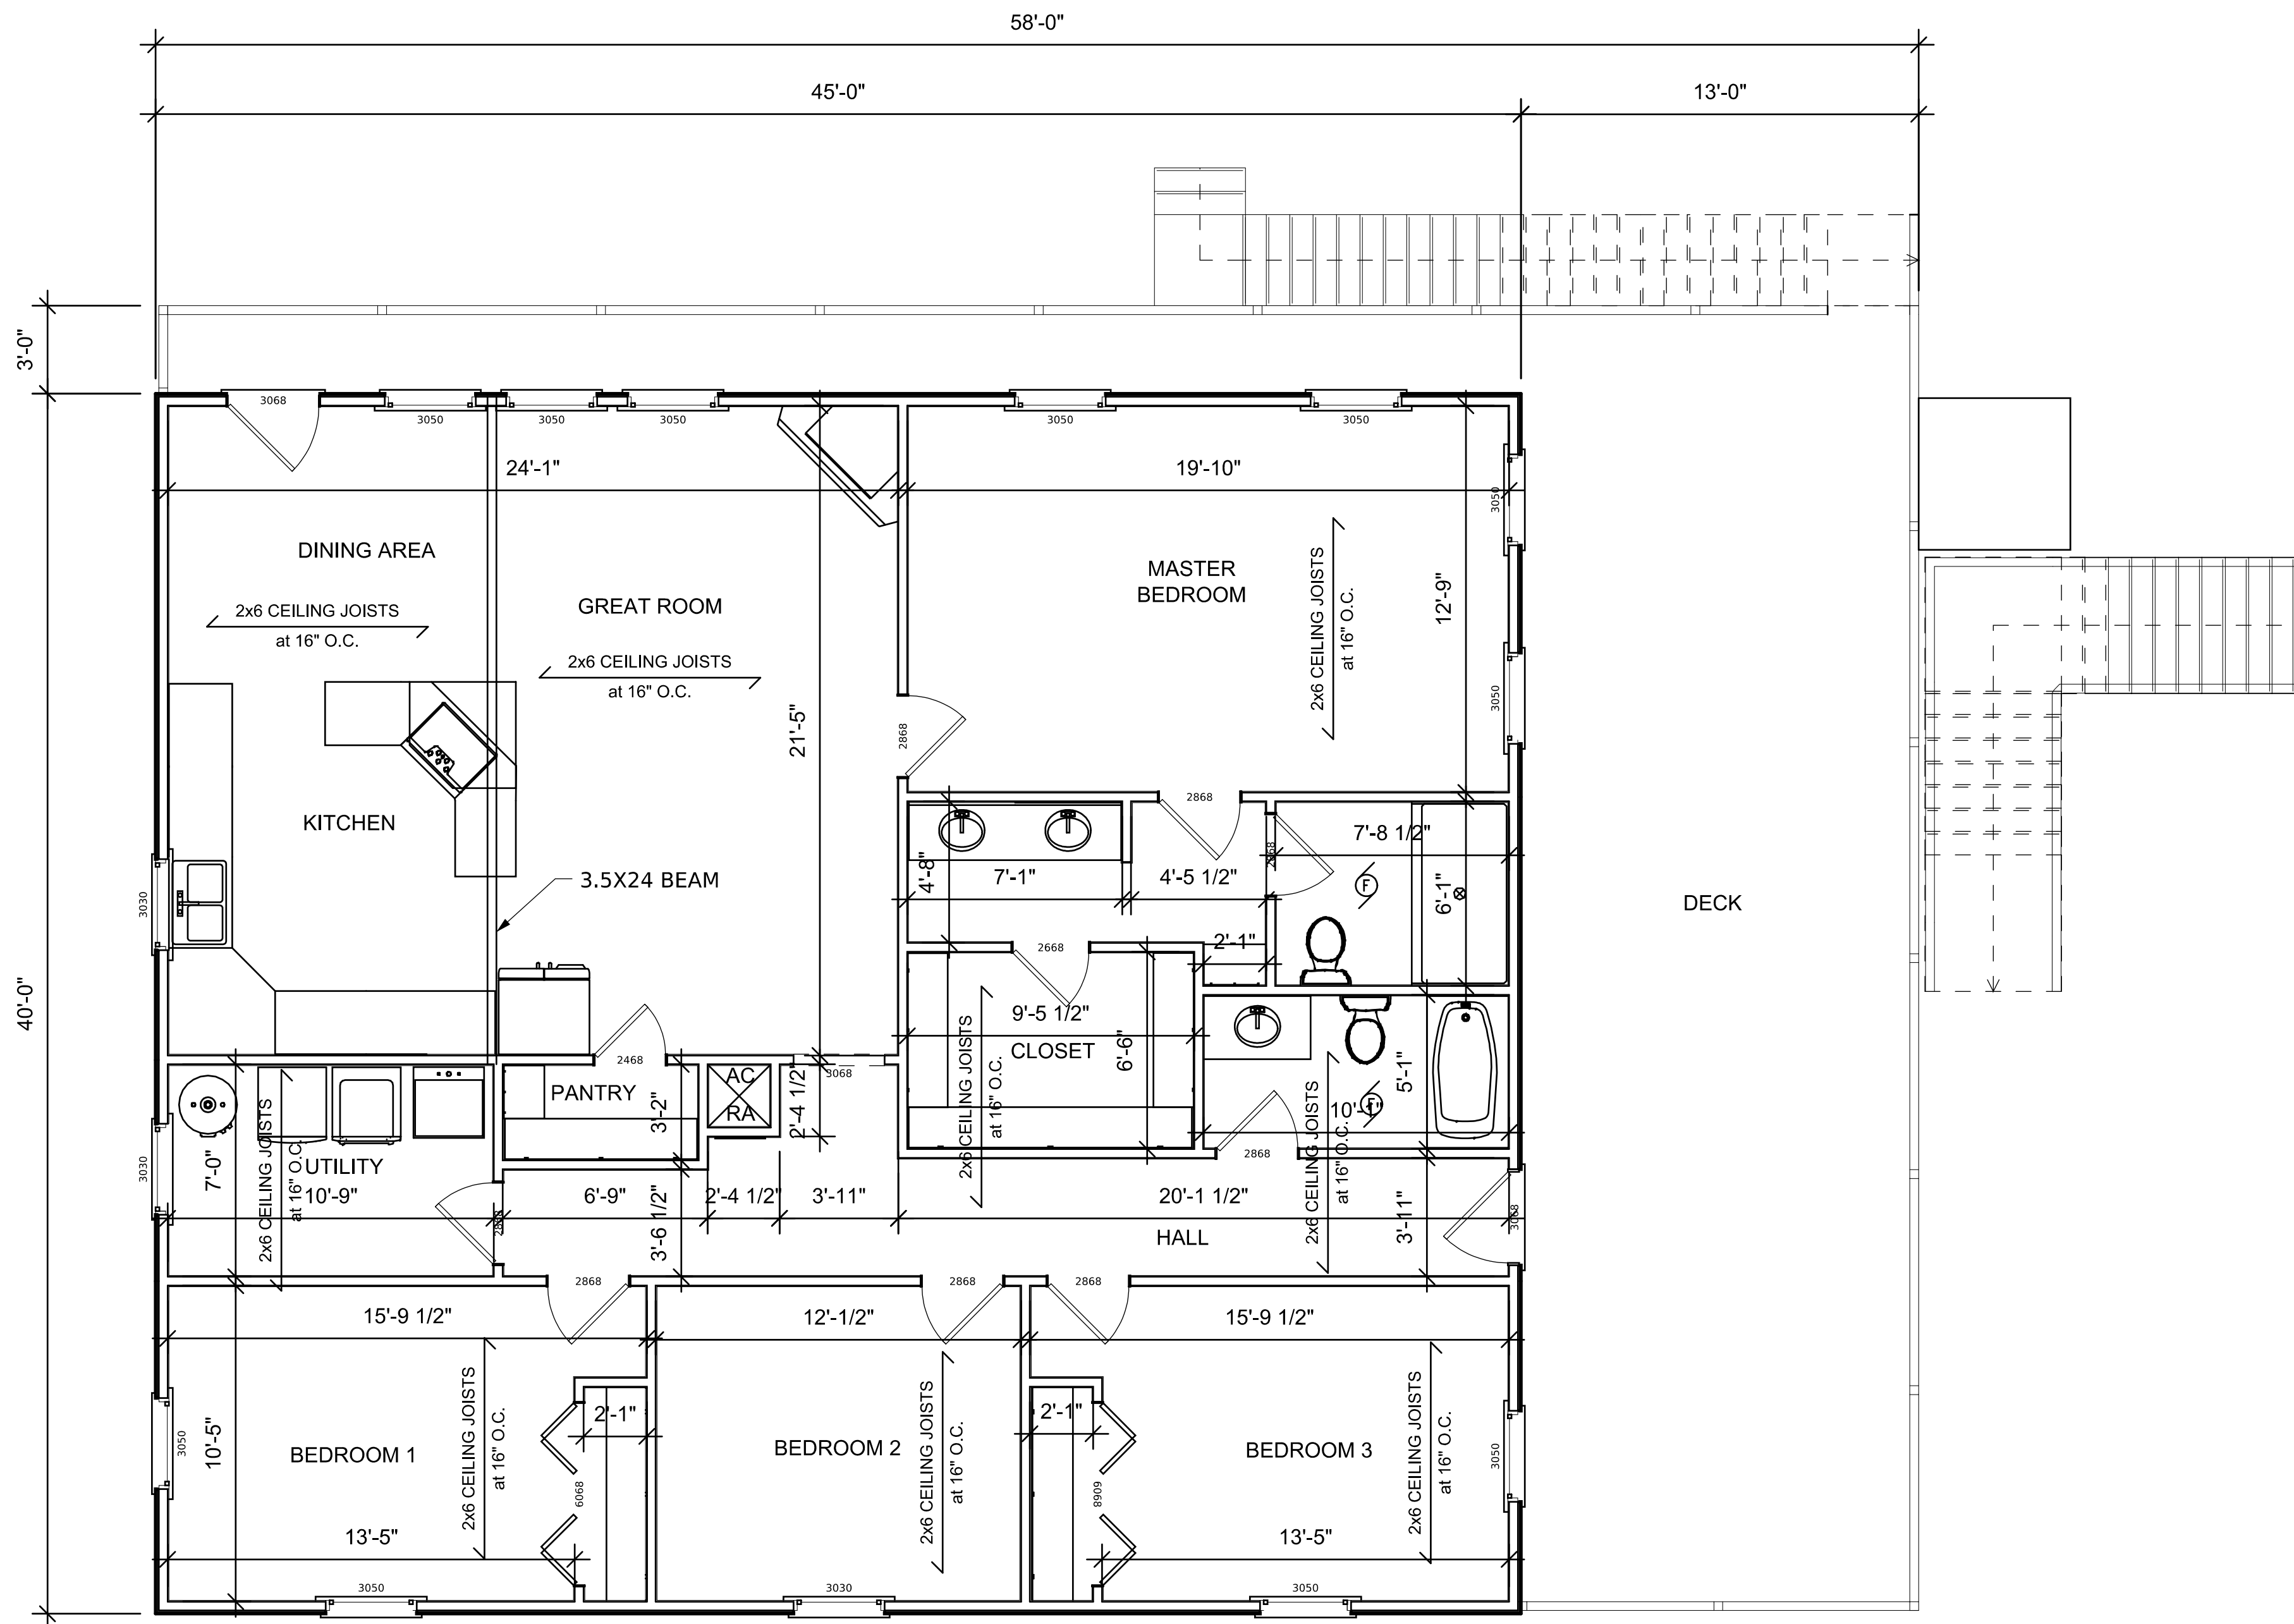 58'-0"
45'-0"
13'-0"
3'-0"
3068
3050
3050
3050
3050
3050
24'-1"
19'-10"
3050
DINING AREA
MASTER
BEDROOM
2x6 CEILING JOISTS
at 16" O.C.
12'-9"
GREAT ROOM
2x6 CEILING JOISTS
at 16" O.C.
2x6 CEILING JOISTS
at 16" O.C.
3050
21'-5"
2868
2868
KITCHEN
7'-8 1/2"
2868
4'-8"
7'-1"
4'-5 1/2"
3.5X24 BEAM
F
6'-1"
DECK
3030
2'-1"
2668
40'-0"
9'-5 1/2"
CLOSET
6'-6"
2x6 CEILING JOISTS
at 16" O.C.
2468
3068
AC
RA
PANTRY
3'-2"
2'-4 1/2"
5'-1"
F
10'-1"
2x6 CEILING JOISTS
at 16" O.C.
2868
3030
7'-0"
2x6 CEILING JOISTS
at 16" O.C.
UTILITY
10'-9"
6'-9"
2'-4 1/2"
3'-11"
20'-1 1/2"
3'-6 1/2"
3'-11"
2868
3068
HALL
2868
2868
2868
15'-9 1/2"
12'-1/2"
15'-9 1/2"
2x6 CEILING JOISTS
at 16" O.C.
2x6 CEILING JOISTS
at 16" O.C.
2x6 CEILING JOISTS
at 16" O.C.
2'-1"
2'-1"
3050
10'-5"
BEDROOM 1
BEDROOM 2
BEDROOM 3
3050
6068
6068
13'-5"
13'-5"
3050
3030
3050